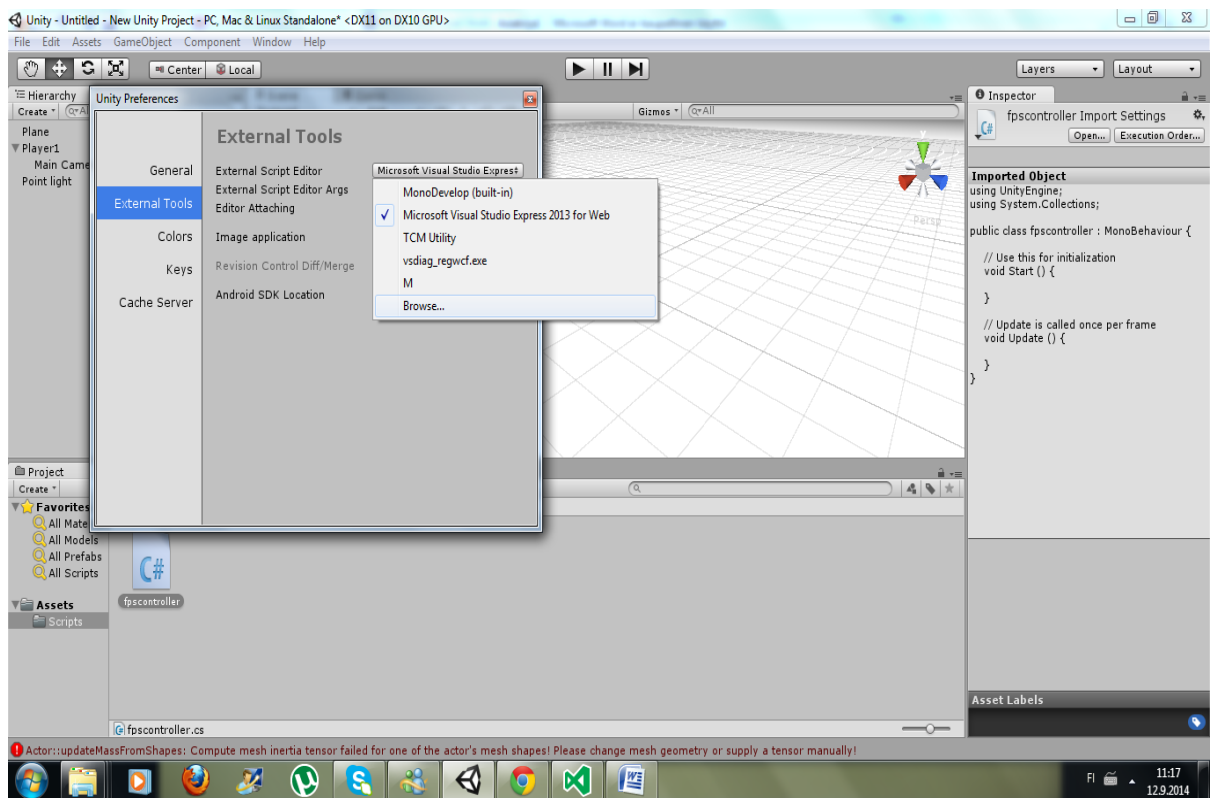 Unity - Untitled - New Unity Project - PC, Mac & Linux Standalone* <DX11 on DX10 GPU>
File Edit Assets GameObject Component Window Help
Center Local
Layers Layout
Hierarchy
Create
Plane
Player1
Main Came
Point light
Unity Preferences
General
External Tools
Colors
Keys
Cache Server
External Tools
External Script Editor Microsoft Visual Studio Express
External Script Editor Args
Editor Attaching
Image application
Revision Control Diff/Merge
Android SDK Location
MonoDevelop (built-in)
Microsoft Visual Studio Express 2013 for Web
TCM Utility
vsdiag_regwcf.exe
M
Browse...
Gizmos All
y
Persp
Inspector
fpscontroller Import Settings
C#
Open... Execution Order...
Imported Object
using UnityEngine;
using System.Collections;
public class fpscontroller : MonoBehaviour {
// Use this for initialization
void Start () {
}
// Update is called once per frame
void Update () {
}
}
Project
Create
Favorites
All Mate
All Models
All Prefabs
All Scripts
Assets
Scripts
C#
fpscontroller
fpscontroller.cs
Asset Labels
Actor::updateMassFromShapes: Compute mesh inertia tensor failed for one of the actor's mesh shapes! Please change mesh geometry or supply a tensor manually!
FI 11:17
12.9.2014